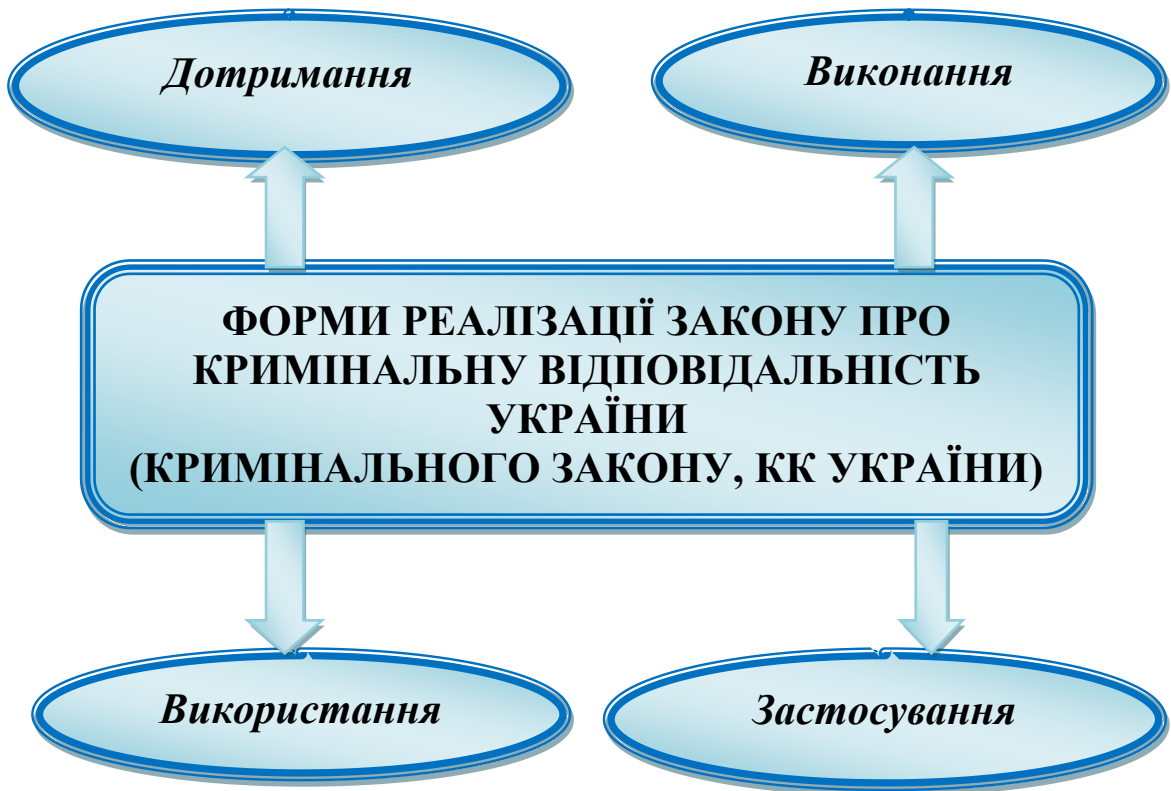 Дотримання
Виконання
ФОРМИ РЕАЛІЗАЦІЇ ЗАКОНУ ПРО
КРИМІНАЛЬНУ ВІДПОВІДАЛЬНІСТЬ
УКРАЇНИ
(КРИМІНАЛЬНОГО ЗАКОНУ, КК УКРАЇНИ)
Використання
Застосування